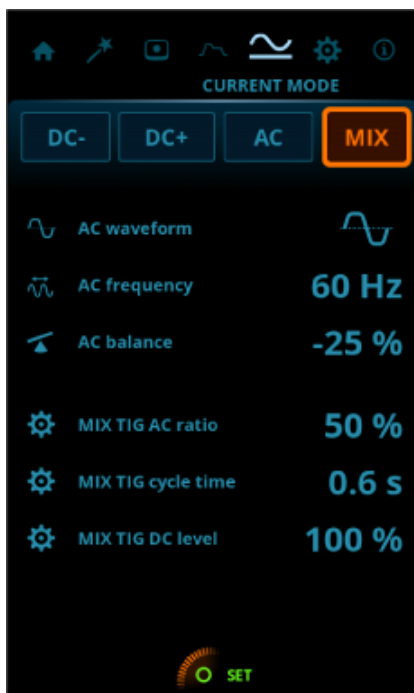 CURRENT MODE
DC- DC+ AC MIX
AC waveform
AC frequency 60 Hz
AC balance -25 %
MIX TIG AC ratio 50 %
MIX TIG cycle time 0.6 s
MIX TIG DC level 100 %
SET